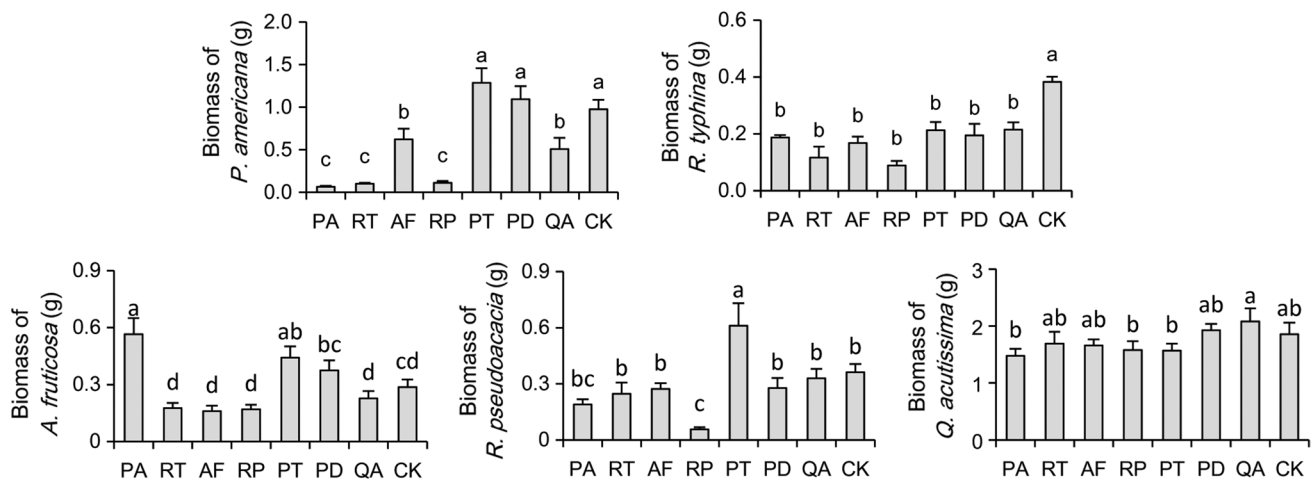 Biomass of
P. americana (g)
2.0
1.5
1.0
0.5
0.0
c c b c a a b a
PA RT AF RP PT PD QA CK
Biomass of
R. typhina (g)
0.6
0.4
0.2
0.0
b b b b b b b a
PA RT AF RP PT PD QA CK
Biomass of
A. fruticosa (g)
0.9
0.6
0.3
0
a d d d ab bc d cd
PA RT AF RP PT PD QA CK
Biomass of
R. pseudoacacia (g)
0.9
0.6
0.3
0
bc b b c a b b b
PA RT AF RP PT PD QA CK
Biomass of
Q. acutissima (g)
3
2
1
0
b ab ab b b ab a ab
PA RT AF RP PT PD QA CK